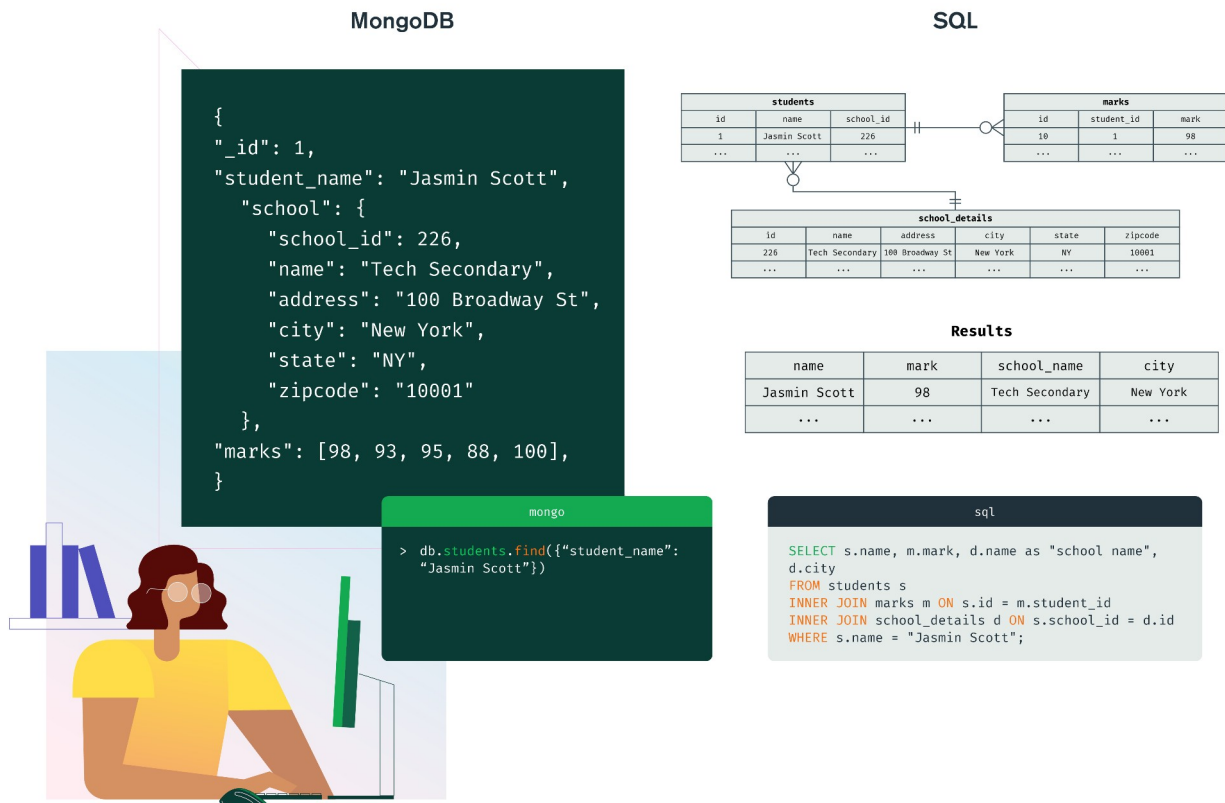 MongoDB
{
"_id": 1,
"student_name": "Jasmin Scott",
"school": {
"school_id": 226,
"name": "Tech Secondary",
"address": "100 Broadway St",
"city": "New York",
"state": "NY",
"zipcode": "10001"
},
"marks": [98, 93, 95, 88, 100],
}
mongo
> db.students.find({“student_name”:
“Jasmin Scott”})
SQL
students
id name school_id
1 Jasmin Scott 226
... ... ...
marks
id student_id mark
10 1 98
... ... ...
school_details
id name address city state zipcode
226 Tech Secondary 100 Broadway St New York NY 10001
... ... ... ... ... ...
Results
name mark school_name city
Jasmin Scott 98 Tech Secondary New York
... ... ... ...
sql
SELECT s.name, m.mark, d.name as "school name",
d.city
FROM students s
INNER JOIN marks m ON s.id = m.student_id
INNER JOIN school_details d ON s.school_id = d.id
WHERE s.name = "Jasmin Scott";